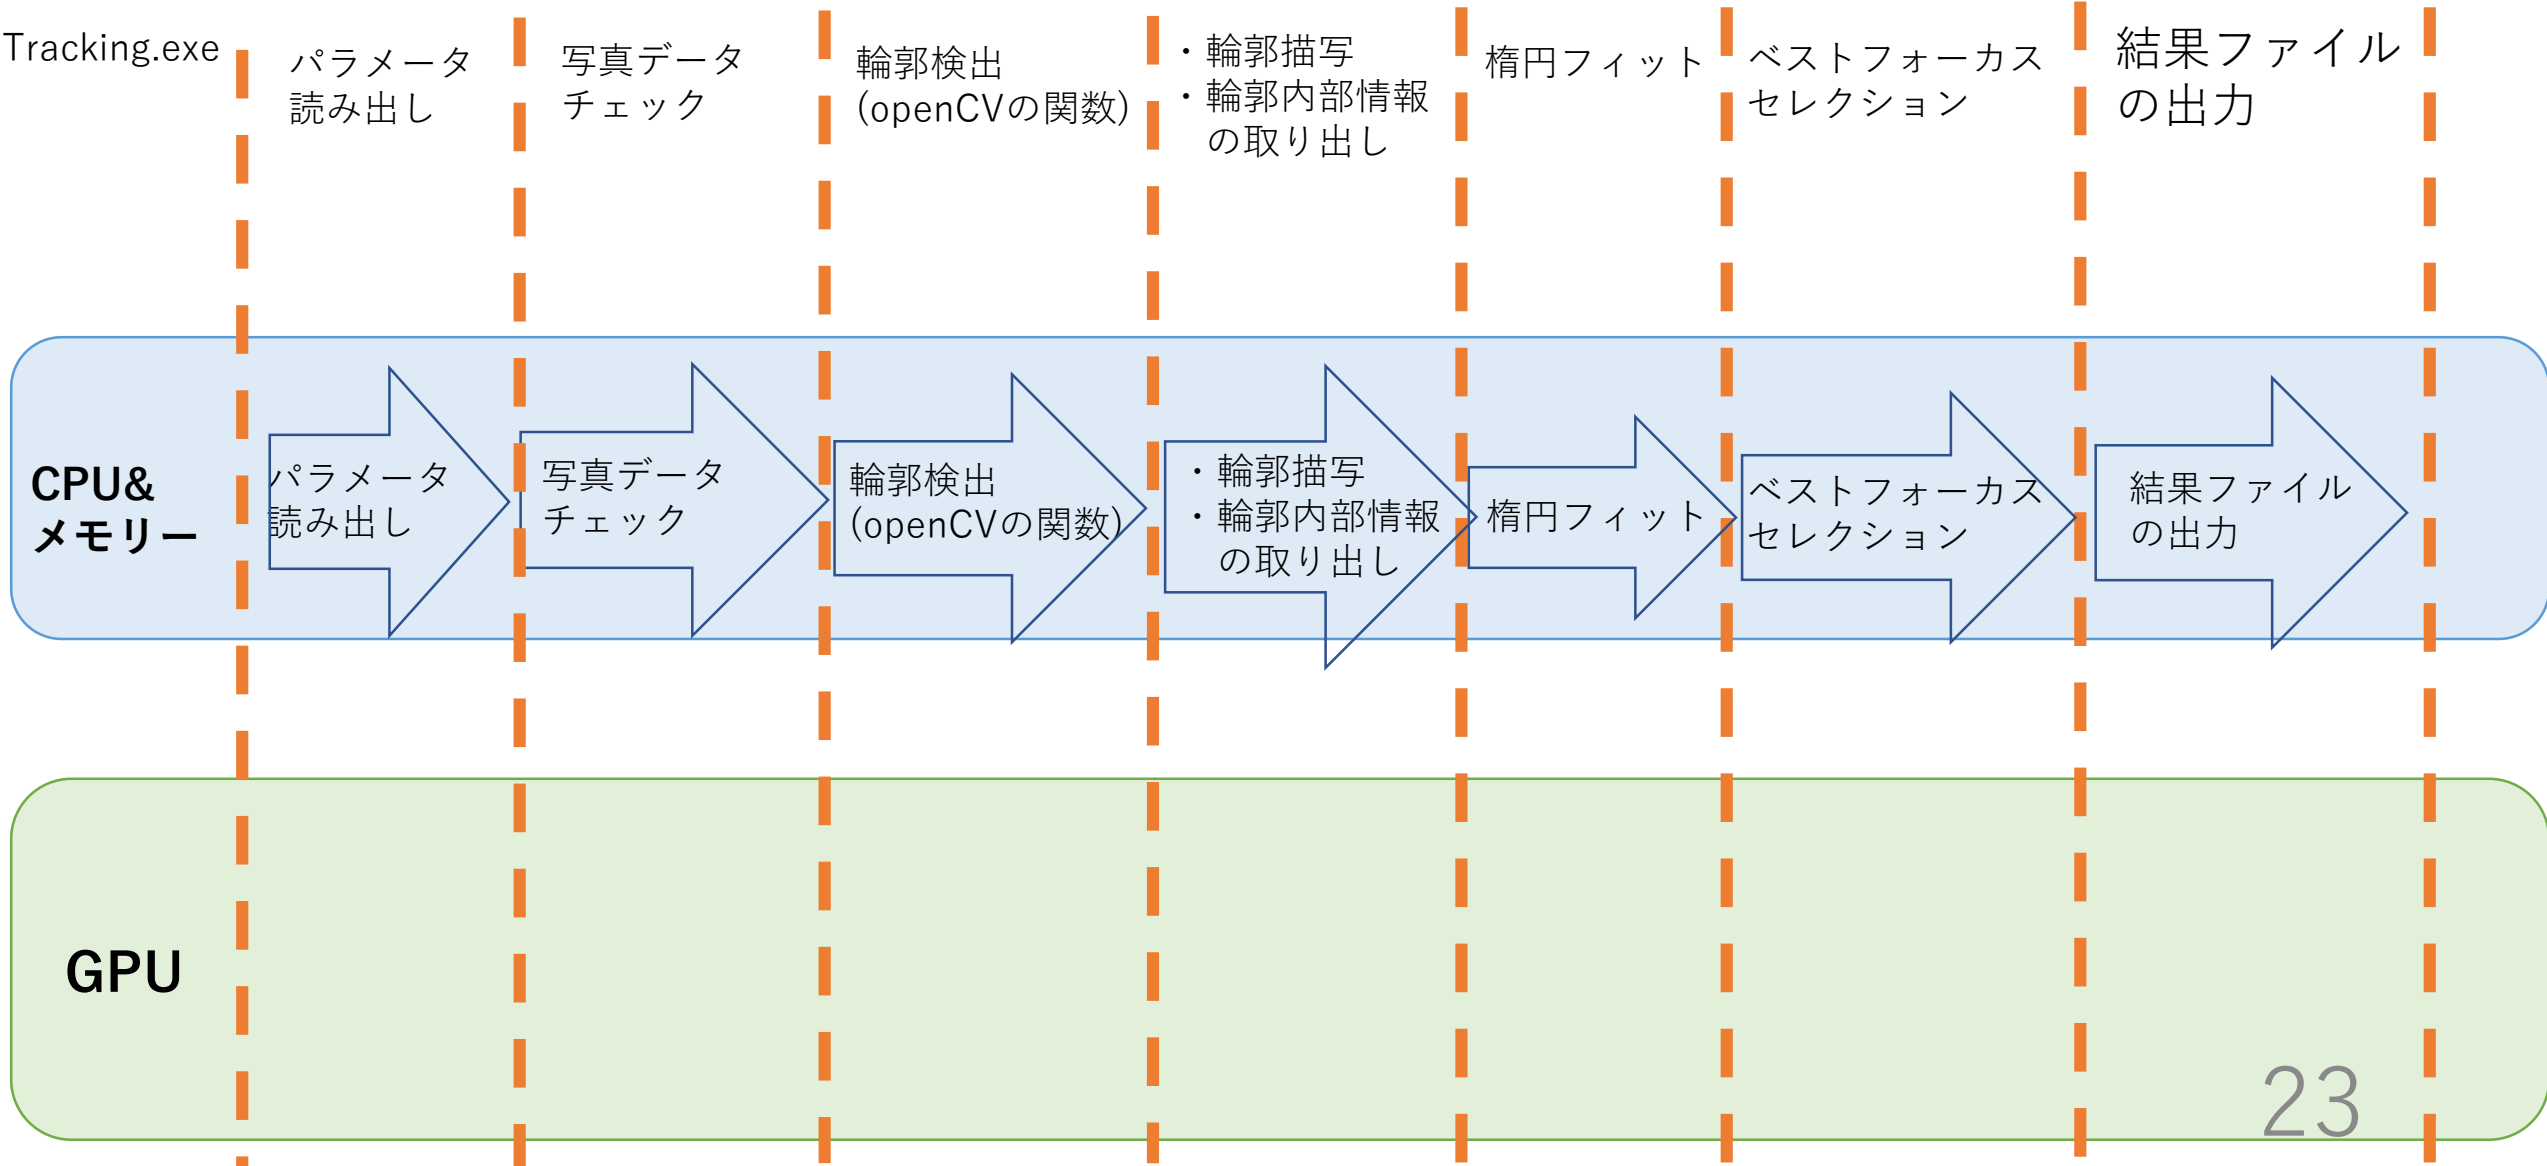 Tracking.exe
パラメータ
読み出し
写真データ
チェック
輪郭検出
(openCVの関数)
・輪郭描写
・輪郭内部情報
の取り出し
楕円フィット
ベストフォーカス
セレクション
結果ファイル
の出力
CPU&
メモリー
パラメータ
読み出し
写真データ
チェック
輪郭検出
(openCVの関数)
・輪郭描写
・輪郭内部情報
の取り出し
楕円フィット
ベストフォーカス
セレクション
結果ファイル
の出力
GPU
23